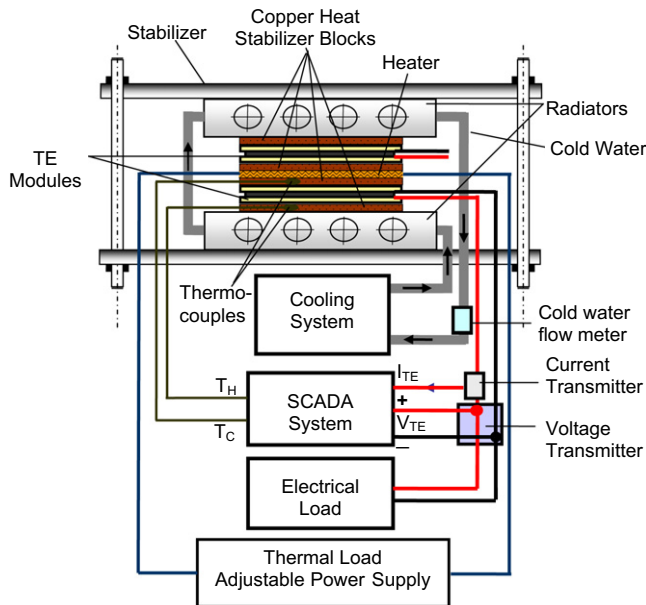 Copper Heat
Stabilizer Blocks
Stabilizer
Heater
Radiators
Cold Water
TE
Modules
Thermo-
couples
Cooling
System
Cold water
flow meter
Current
Transmitter
Voltage
Transmitter
T_H
T_C
SCADA
System
I_TE
+
V_TE
–
Electrical
Load
Thermal Load
Adjustable Power Supply